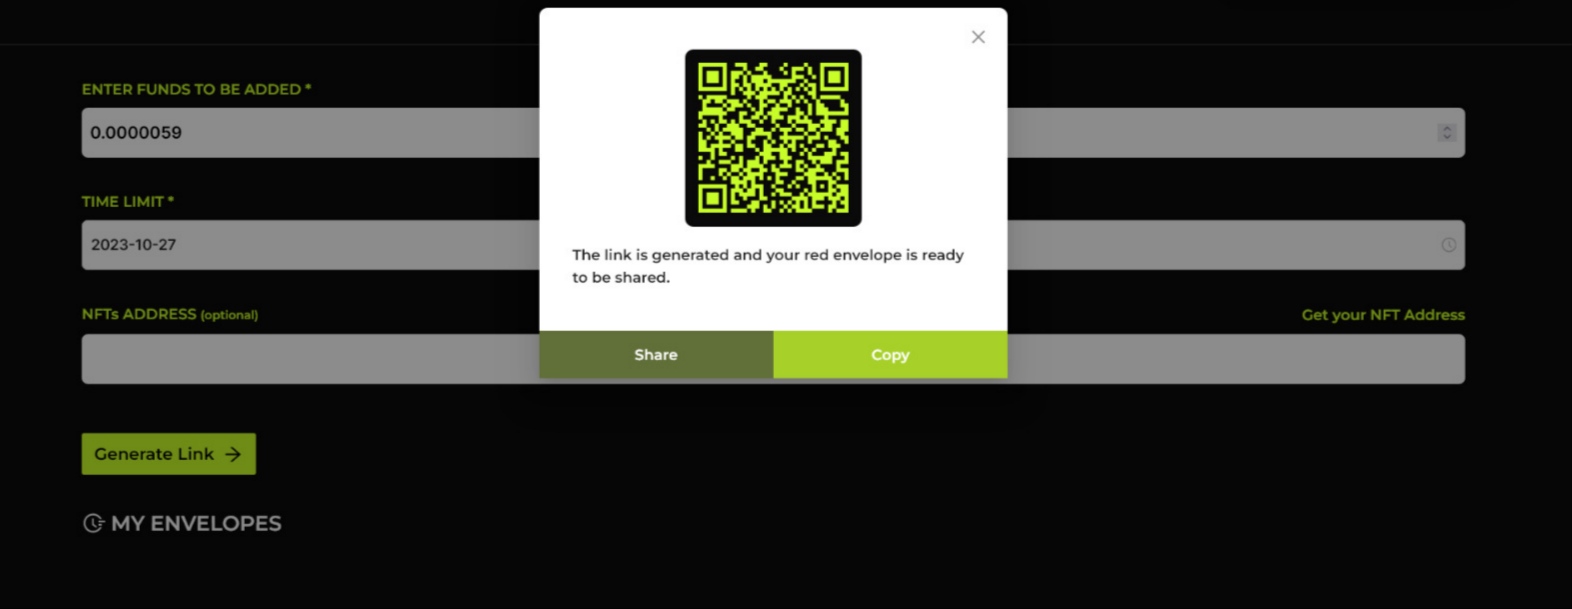 ENTER FUNDS TO BE ADDED *
0.0000059
TIME LIMIT *
2023-10-27
NFTs ADDRESS (optional)
Get your NFT Address
The link is generated and your red envelope is ready
to be shared.
Share
Copy
Generate Link →
MY ENVELOPES